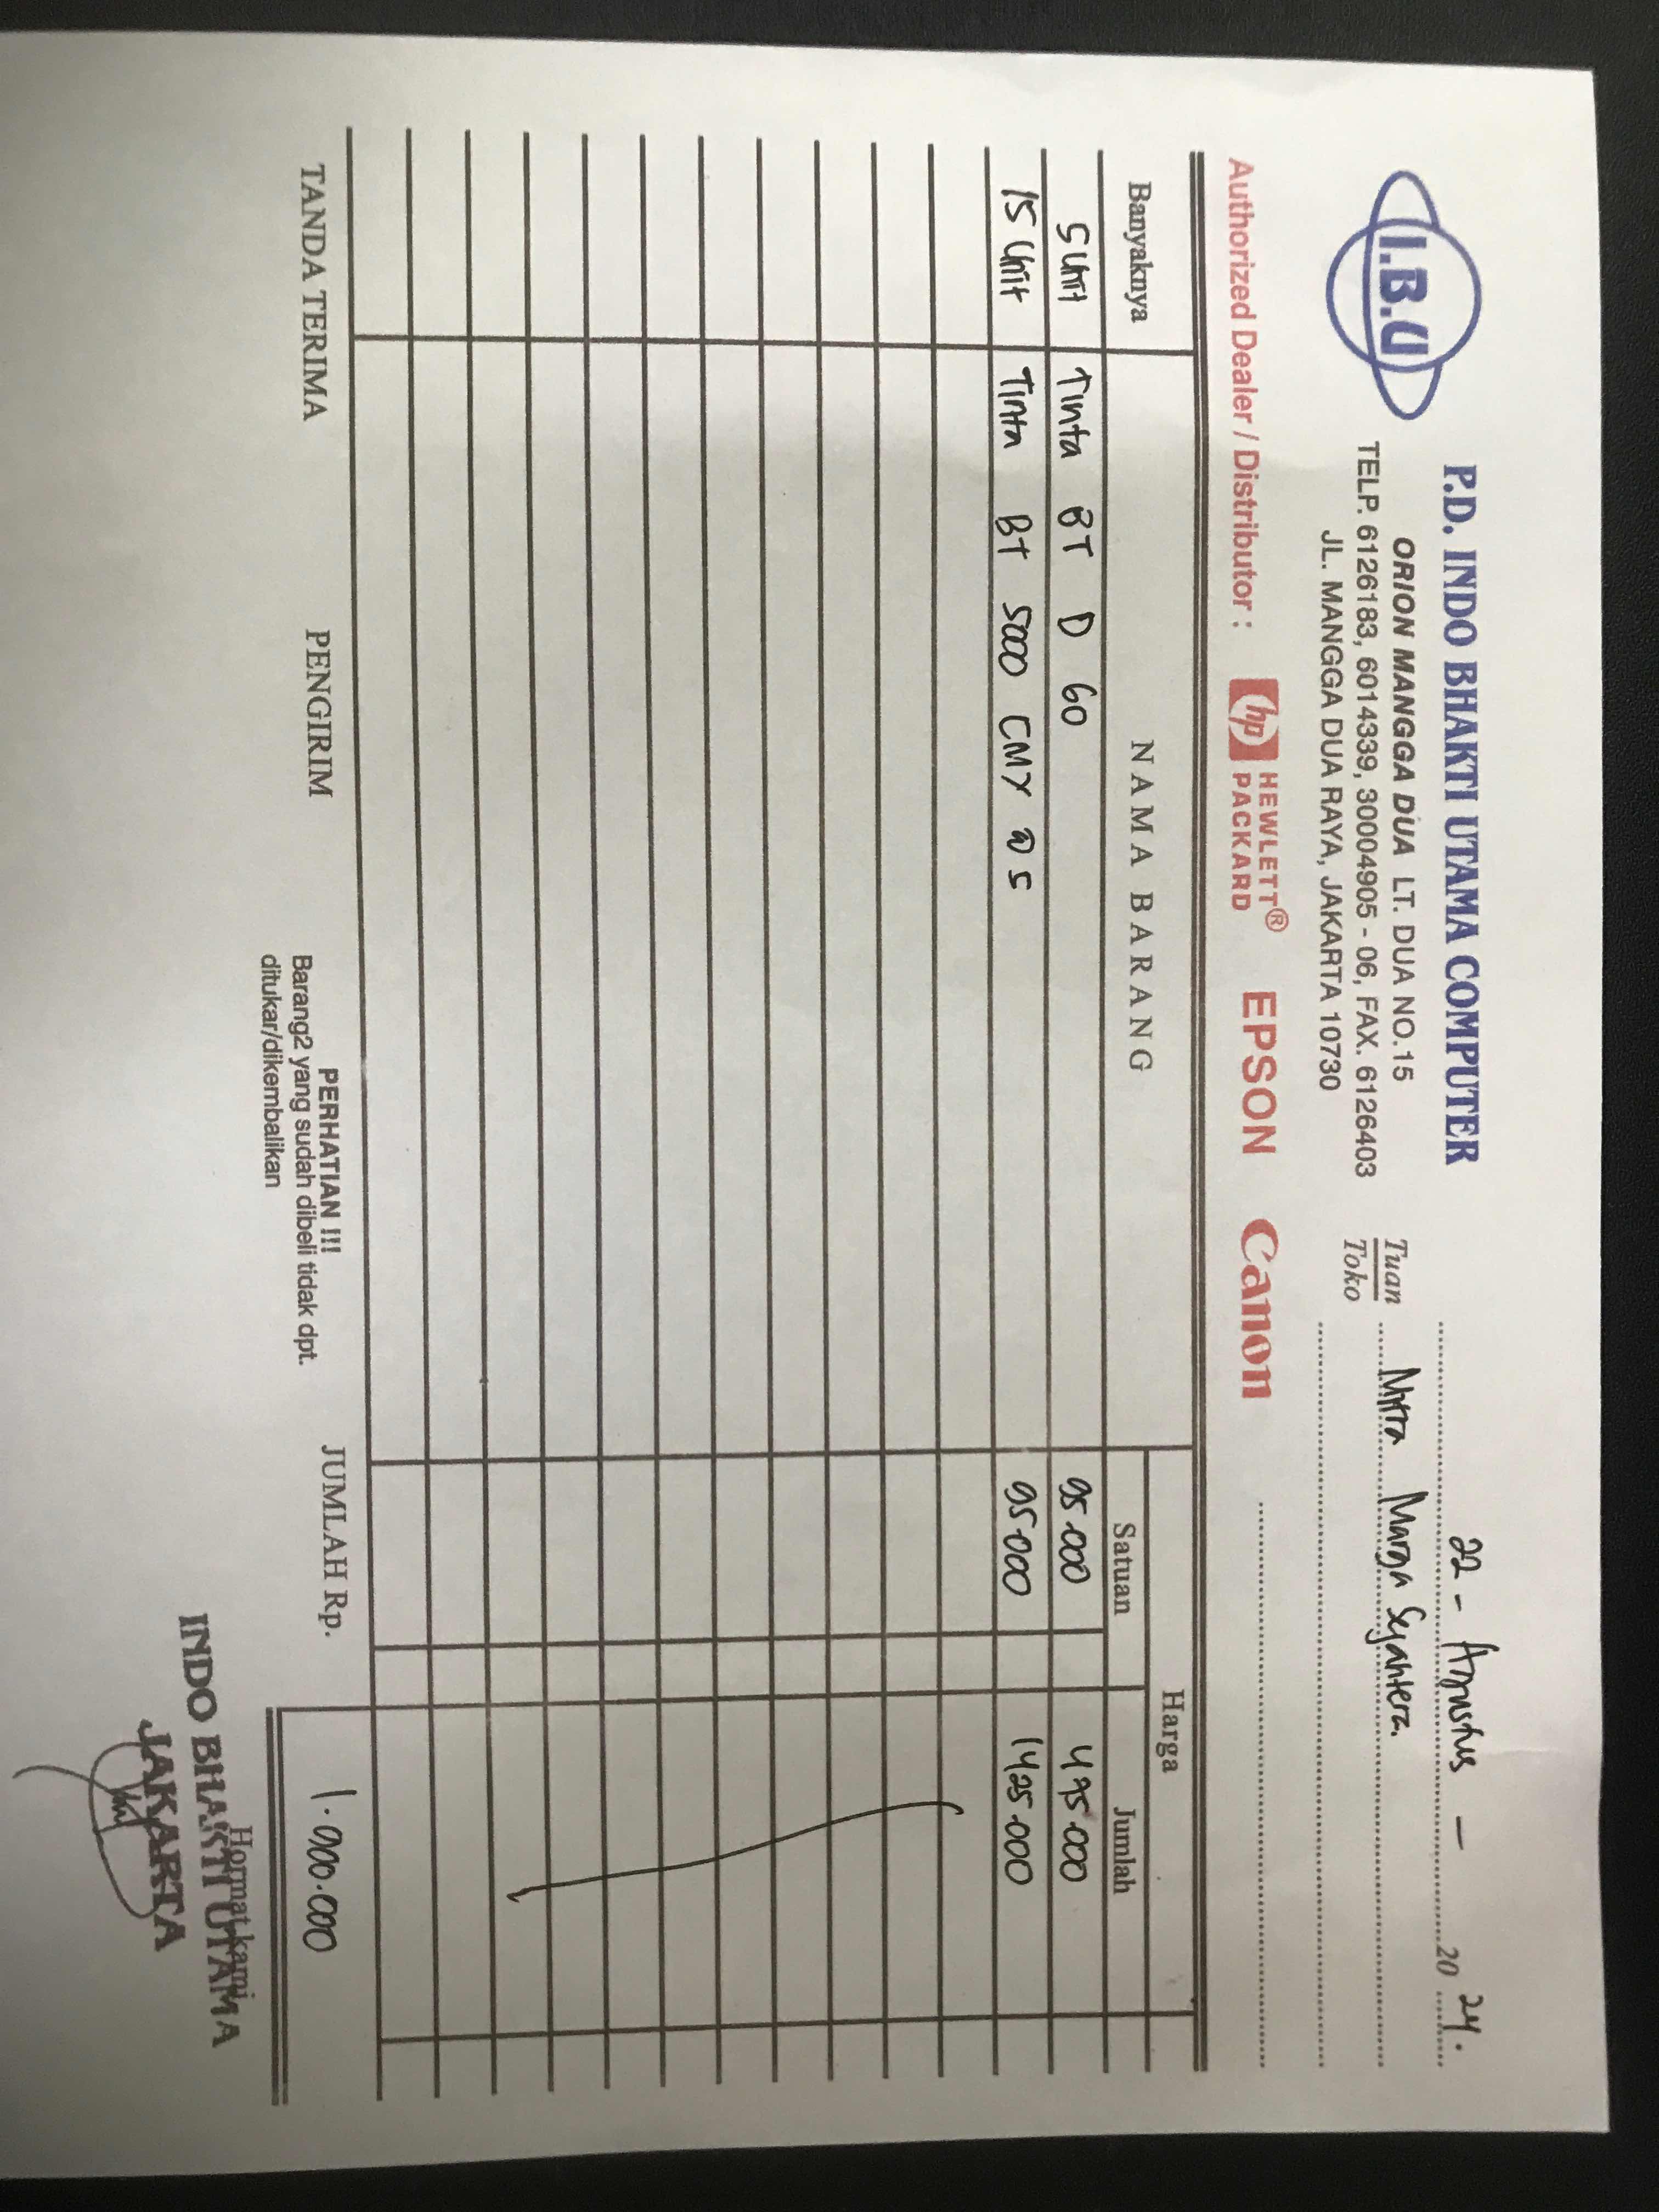 I.B.U
P.D. INDO BHAKTI UTAMA COMPUTER
ORION MANGGA DUA LT. DUA NO.15
TELP. 6126183, 6014339, 30004905 - 06, FAX. 6126403
JL. MANGGA DUA RAYA, JAKARTA 10730
22 - Agustus - 20 24.
Tuan Mitra Marga Sejahtera.
Toko
Authorized Dealer / Distributor : hp HEWLETT® PACKARD EPSON Canon
Banyaknya NAMA BARANG Harga
Satuan Jumlah
5 Unit Tinta BT D 60 95.000 495.000
15 Unit Tinta BT 5000 CMY @ 5 95.000 1425.000
TANDA TERIMA PENGIRIM JUMLAH Rp. 1.900.000
PERHATIAN !!!
Barang2 yang sudah dibeli tidak dpt.
ditukar/dikembalikan
Hormat kami
INDO BHAKTI UTAMA
JAKARTA